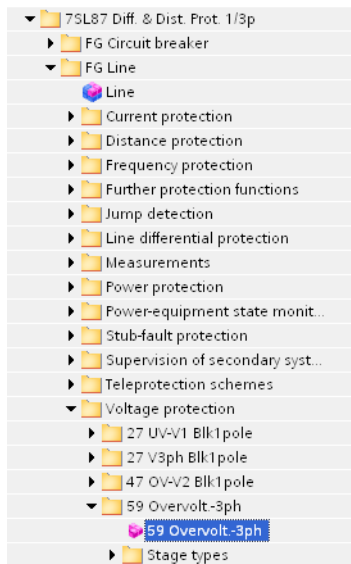 7SL87 Diff. & Dist. Prot. 1/3p
FG Circuit breaker
FG Line
Line
Current protection
Distance protection
Frequency protection
Further protection functions
Jump detection
Line differential protection
Measurements
Power protection
Power-equipment state monit...
Stub-fault protection
Supervision of secondary syst...
Teleprotection schemes
Voltage protection
27 UV-V1 Blk1pole
27 V3ph Blk1pole
47 OV-V2 Blk1pole
59 Overvolt.-3ph
59 Overvolt.-3ph
Stage types